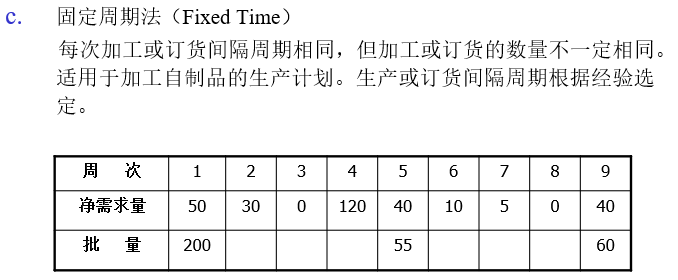 c. 固定周期法（Fixed Time）
每次加工或订货间隔周期相同，但加工或订货的数量不一定相同。
适用于加工自制品的生产计划。生产或订货间隔周期根据经验选
定。
周 次 1 2 3 4 5 6 7 8 9
净需求量 50 30 0 120 40 10 5 0 40
批 量 200 55 60